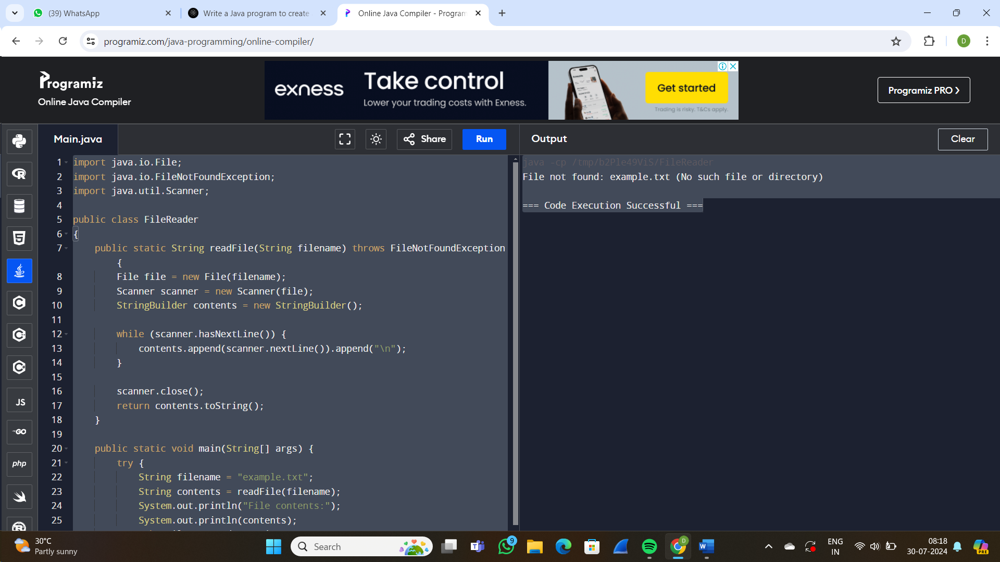 (39) WhatsApp
Write a Java program to create
Online Java Compiler - Program
programiz.com/java-programming/online-compiler/
D
Programiz
Online Java Compiler
exness
Take control
Lower your trading costs with Exness.
Get started
Trading is risky. T&Cs apply.
Programiz PRO
Main.java
Share
Run
Output
Clear
1 import java.io.File;
2 import java.io.FileNotFoundException;
3 import java.util.Scanner;
4
5 public class FileReader
6 {
7 public static String readFile(String filename) throws FileNotFoundException
{
8 File file = new File(filename);
9 Scanner scanner = new Scanner(file);
10 StringBuilder contents = new StringBuilder();
11
12 while (scanner.hasNextLine()) {
13 contents.append(scanner.nextLine()).append("\n");
14 }
15
16 scanner.close();
17 return contents.toString();
18 }
19
20 public static void main(String[] args) {
21 try {
22 String filename = "example.txt";
23 String contents = readFile(filename);
24 System.out.println("File contents:");
25 System.out.println(contents);
java -cp /tmp/b2Ple49ViS/FileReader
File not found: example.txt (No such file or directory)
=== Code Execution Successful ===
JS
GO
php
30°C
Partly sunny
Search
9
D
ENG
IN
08:18
30-07-2024
PRE